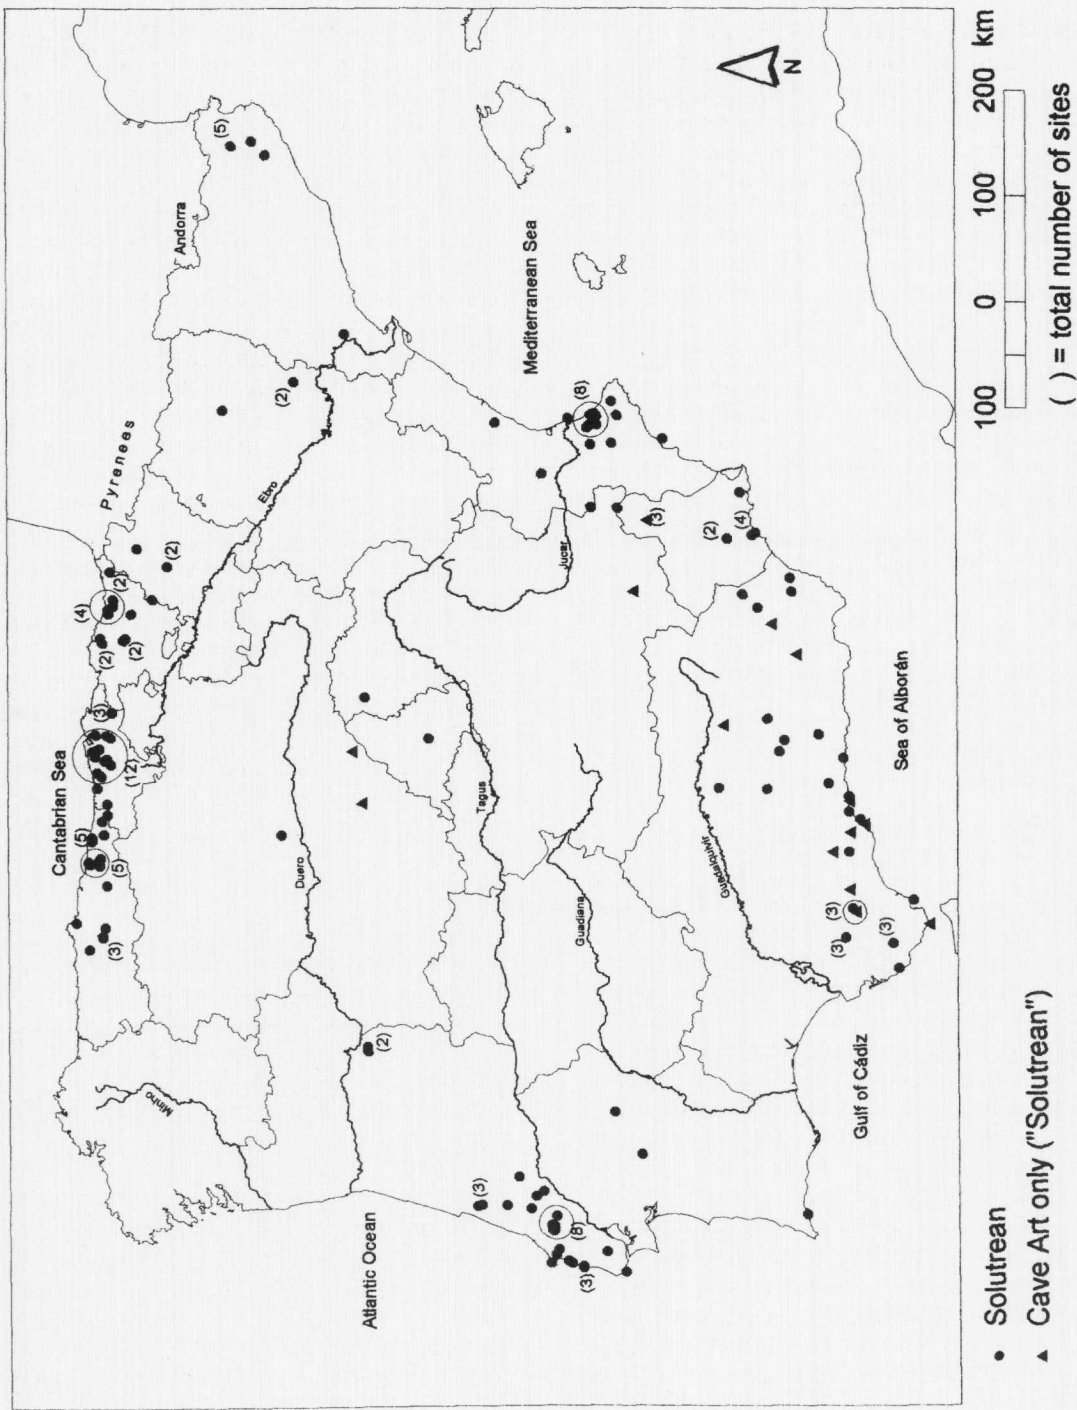 Cantabrian Sea
(4)
(5)
(3)
(2)
(3)
(5)
(12)
(2)
(2)
Pyrenees
Minho
(2)
Andorra
(5)
Ebro
(2)
Duero
Atlantic Ocean
(2)
(3)
Tagus
Mediterranean Sea
Jucar
(8)
(8)
Guadiana
(3)
(3)
(2)
(4)
Guadalquivir
N
(3)
(3)
(3)
Gulf of Cádiz
Sea of Alborán
Solutrean
100 0 100 200 km
Cave Art only ("Solutrean")
( ) = total number of sites